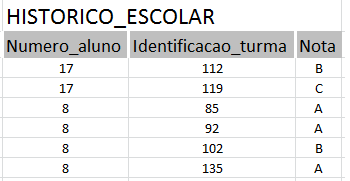 HISTORICO_ESCOLAR
Numero_aluno Identificacao_turma Nota
17 112 B
17 119 C
8 85 A
8 92 A
8 102 B
8 135 A